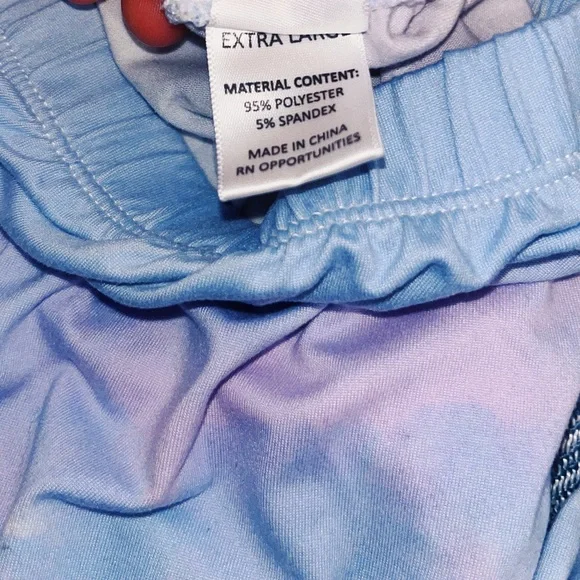 EXTRA LARGE
MATERIAL CONTENT:
95% POLYESTER
5% SPANDEX
MADE IN CHINA
RN OPPORTUNITIES